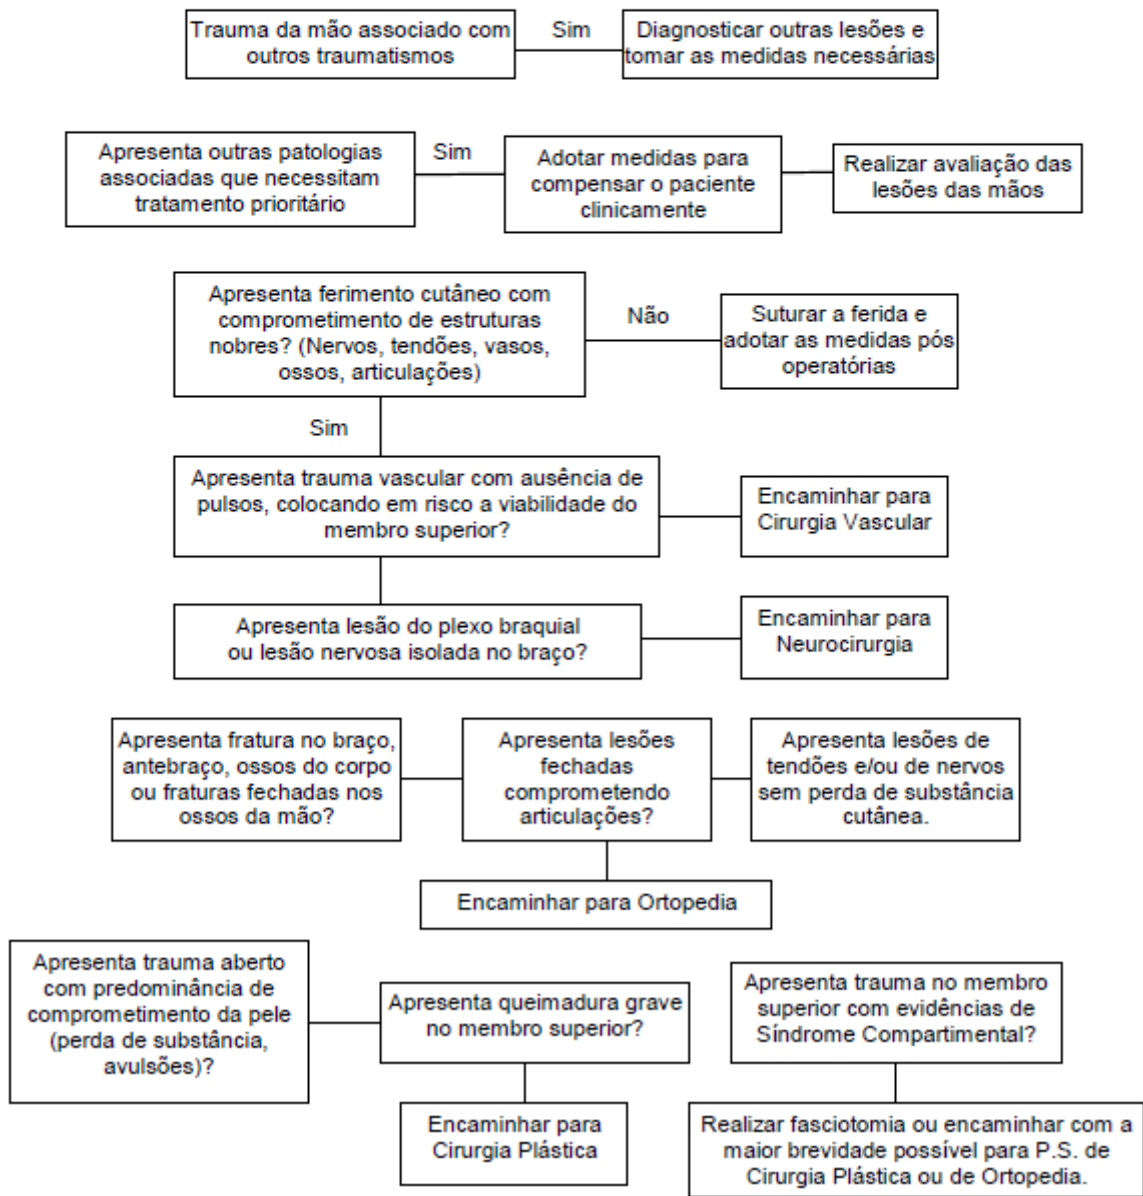 Trauma da mão associado com
outros traumatismos
Sim
Diagnosticar outras lesões e
tomar as medidas necessárias
Apresenta outras patologias
associadas que necessitam
tratamento prioritário
Sim
Adotar medidas para
compensar o paciente
clinicamente
Realizar avaliação das
lesões das mãos
Apresenta ferimento cutâneo com
comprometimento de estruturas
nobres? (Nervos, tendões, vasos,
ossos, articulações)
Não
Suturar a ferida e
adotar as medidas pós
operatórias
Sim
Apresenta trauma vascular com ausência de
pulsos, colocando em risco a viabilidade do
membro superior?
Encaminhar para
Cirurgia Vascular
Apresenta lesão do plexo braquial
ou lesão nervosa isolada no braço?
Encaminhar para
Neurocirurgia
Apresenta fratura no braço,
antebraço, ossos do corpo
ou fraturas fechadas nos
ossos da mão?
Apresenta lesões
fechadas
comprometendo
articulações?
Apresenta lesões de
tendões e/ou de nervos
sem perda de substância
cutânea.
Encaminhar para Ortopedia
Apresenta trauma aberto
com predominância de
comprometimento da pele
(perda de substância,
avulsões)?
Apresenta queimadura grave
no membro superior?
Apresenta trauma no membro
superior com evidências de
Síndrome Compartimental?
Encaminhar para
Cirurgia Plástica
Realizar fasciotomia ou encaminhar com a
maior brevidade possível para P.S. de
Cirurgia Plástica ou de Ortopedia.